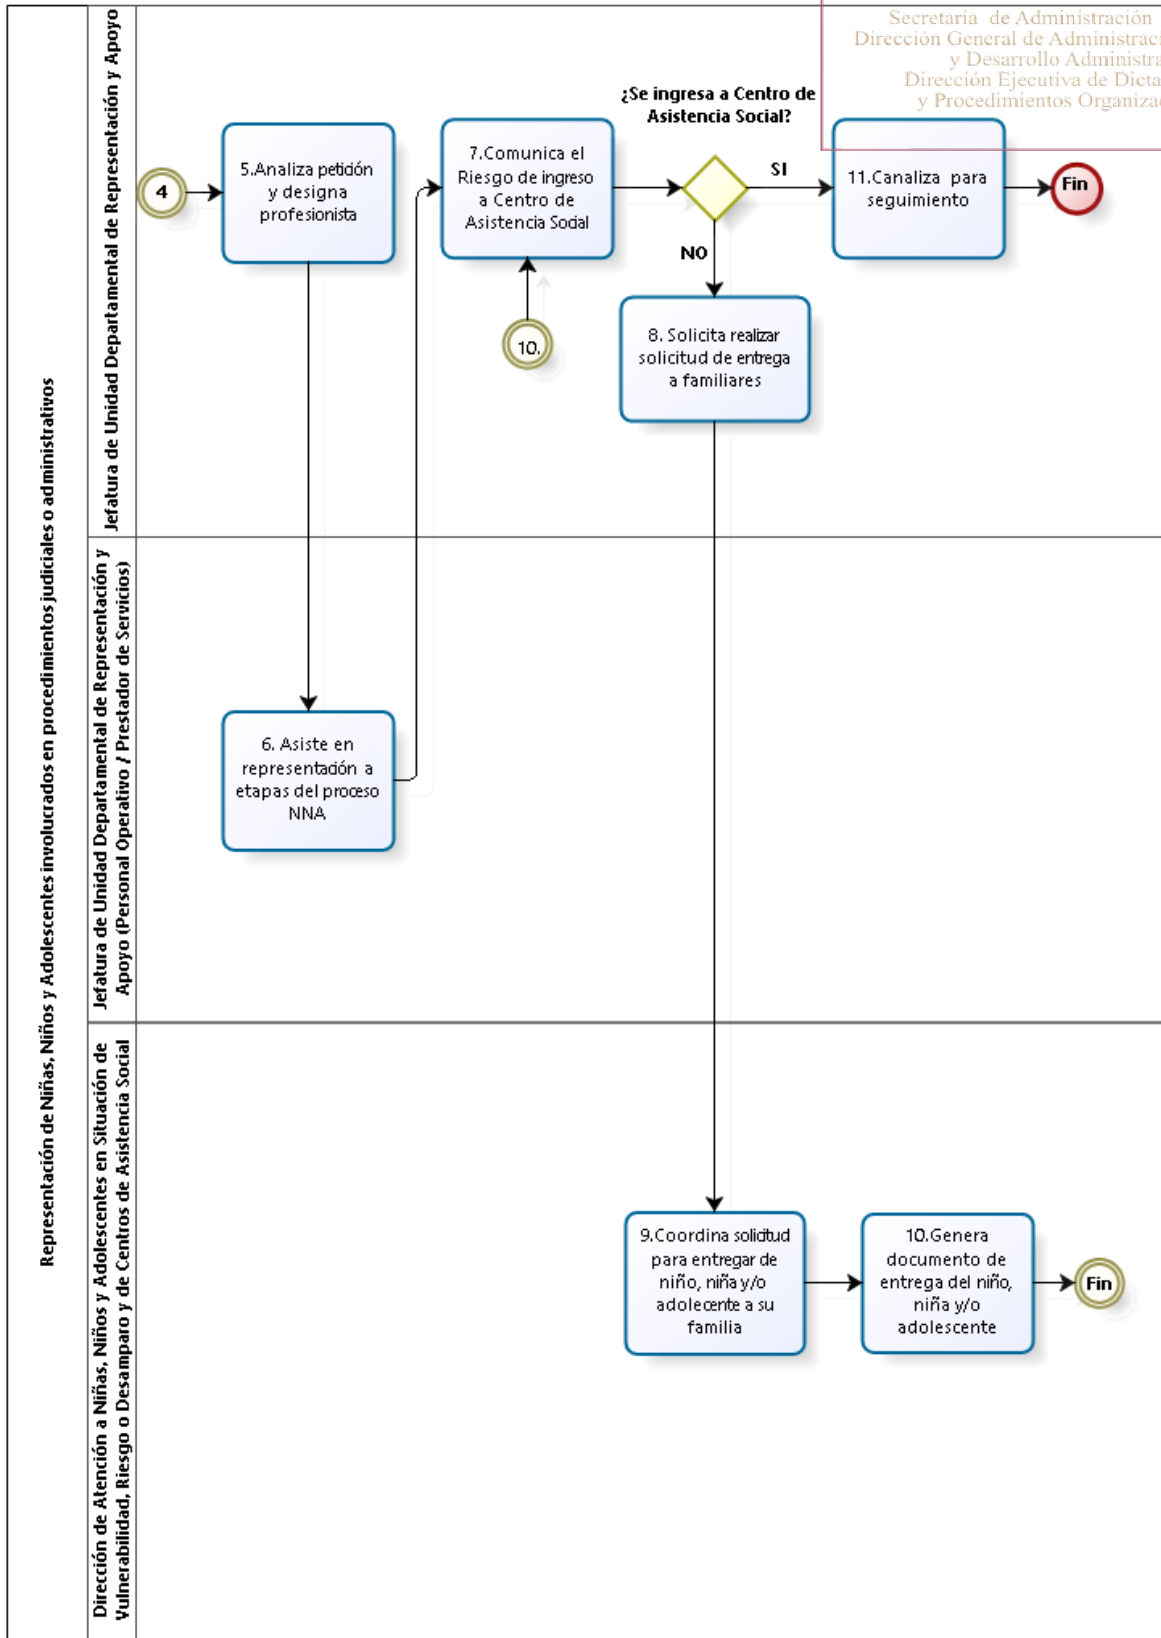 Secretaria de Administración
Dirección General de Administrac
y Desarrollo Administra
Dirección Ejecutiva de Dicta
y Procedimientos Organiza
Representación de Niñas, Niños y Adolescentes involucrados en procedimientos judiciales o administrativos
Jefatura de Unidad Departamental de Representación y Apoyo
4
5.Analiza petición
y designa
profesionista
7.Comunica el
Riesgo de ingreso
a Centro de
Asistencia Social
10.
¿Se ingresa a Centro de
Asistencia Social?
SI
NO
11.Canaliza para
seguimiento
Fin
8. Solicita realizar
solicitud de entrega
a familiares
Jefatura de Unidad Departamental de Representación y
Apoyo (Personal Operativo / Prestador de Servicios)
6. Asiste en
representación a
etapas del proceso
NNA
Dirección de Atención a Niñas, Niños y Adolescentes en Situación de
Vulnerabilidad, Riesgo o Desamparo y de Centros de Asistencia Social
9.Coordina solicitud
para entregar de
niño, niña y/o
adolecente a su
familia
10.Genera
documento de
entrega del niño,
niña y/o
adolescente
Fin